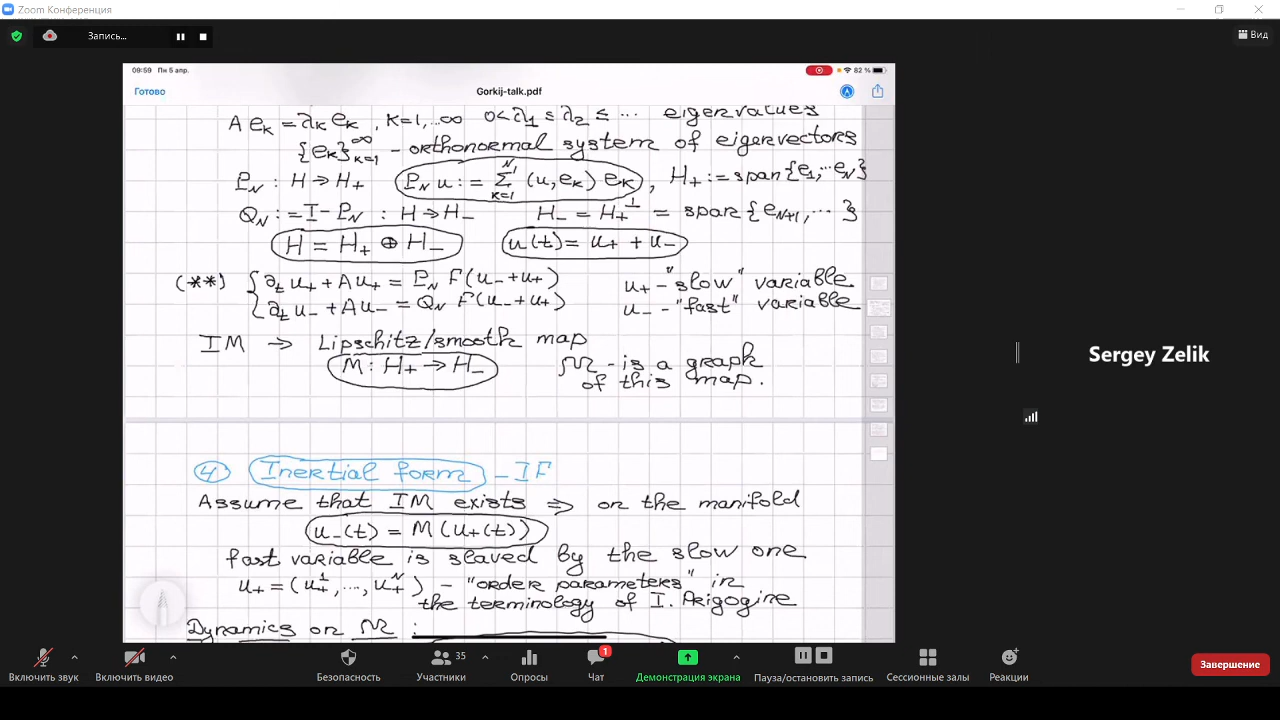 Zoom Конференция
Запись...
Вид
09:59 Пн 5 апр.
82 %
Готово
Gorkij-talk.pdf
A e_K = λ_K e_K , K=1,...∞ 0<λ_1 ≤ λ_2 ≤ ... eigenvalues
{e_K}_{K=1}^∞ - orthonormal system of eigenvectors
P_N : H → H_+ P_N u := Σ_{K=1}^N (u, e_K) e_K , H_+ := span {e_1, ... e_N}
Q_N := I - P_N : H → H_- H_- = H_+^⊥ = span {e_{N+1}, ... }
H = H_+ ⊕ H_- u(t) = u_+ + u_-
(**) { ∂_t u_+ + A u_+ = P_N F(u_- + u_+) u_+ - "slow" variable
∂_t u_- + A u_- = Q_N F(u_- + u_+) u_- - "fast" variable
IM → Lipschitz/smooth map
M : H_+ → H_- 𝓜 - is a graph
of this map.
4 Inertial form - IF
Assume that IM exists ⇒ on the manifold
u_-(t) = M(u_+(t))
fast variable is slaved by the slow one
u_+ = (u_+^1, ..., u_+^N) - "order parameters" in
the terminology of I. Prigogine
Dynamics on 𝓜 :
Sergey Zelik
35
1
Включить звук
Включить видео
Безопасность
Участники
Опросы
Чат
Демонстрация экрана
Пауза/остановить запись
Сессионные залы
Реакции
Завершение